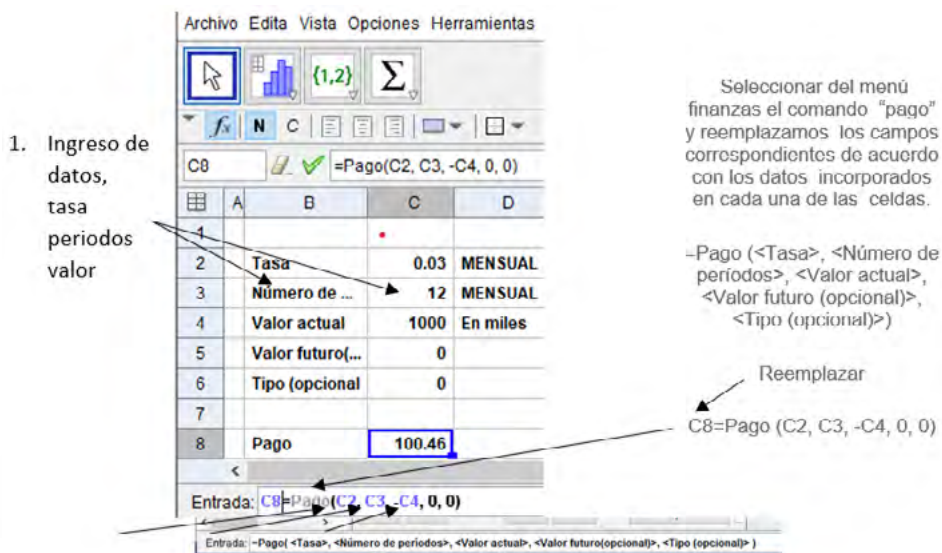 Archivo Edita Vista Opciones Herramientas
{1,2} Σ
fx N C
C8 =Pago(C2, C3, -C4, 0, 0)
A B C D
1
2 Tasa 0.03 MENSUAL
3 Número de ... 12 MENSUAL
4 Valor actual 1000 En miles
5 Valor futuro(...  0
6 Tipo (opcional 0
7
8 Pago 100.46
Entrada: C8=Pago(C2, C3, -C4, 0, 0)
Entrada: =Pago( <Tasa>, <Número de periodos>, <Valor actual>, <Valor futuro(opcional)>, <Tipo (opcional)> )
1. Ingreso de
datos,
tasa
periodos
valor
Seleccionar del menú
finanzas el comando “pago”
y reemplazamos los campos
correspondientes de acuerdo
con los datos incorporados
en cada una de las celdas.
=Pago (<Tasa>, <Número de
períodos>, <Valor actual>,
<Valor futuro (opcional)>,
<Tipo (opcional)>)
Reemplazar
C8=Pago (C2, C3, -C4, 0, 0)